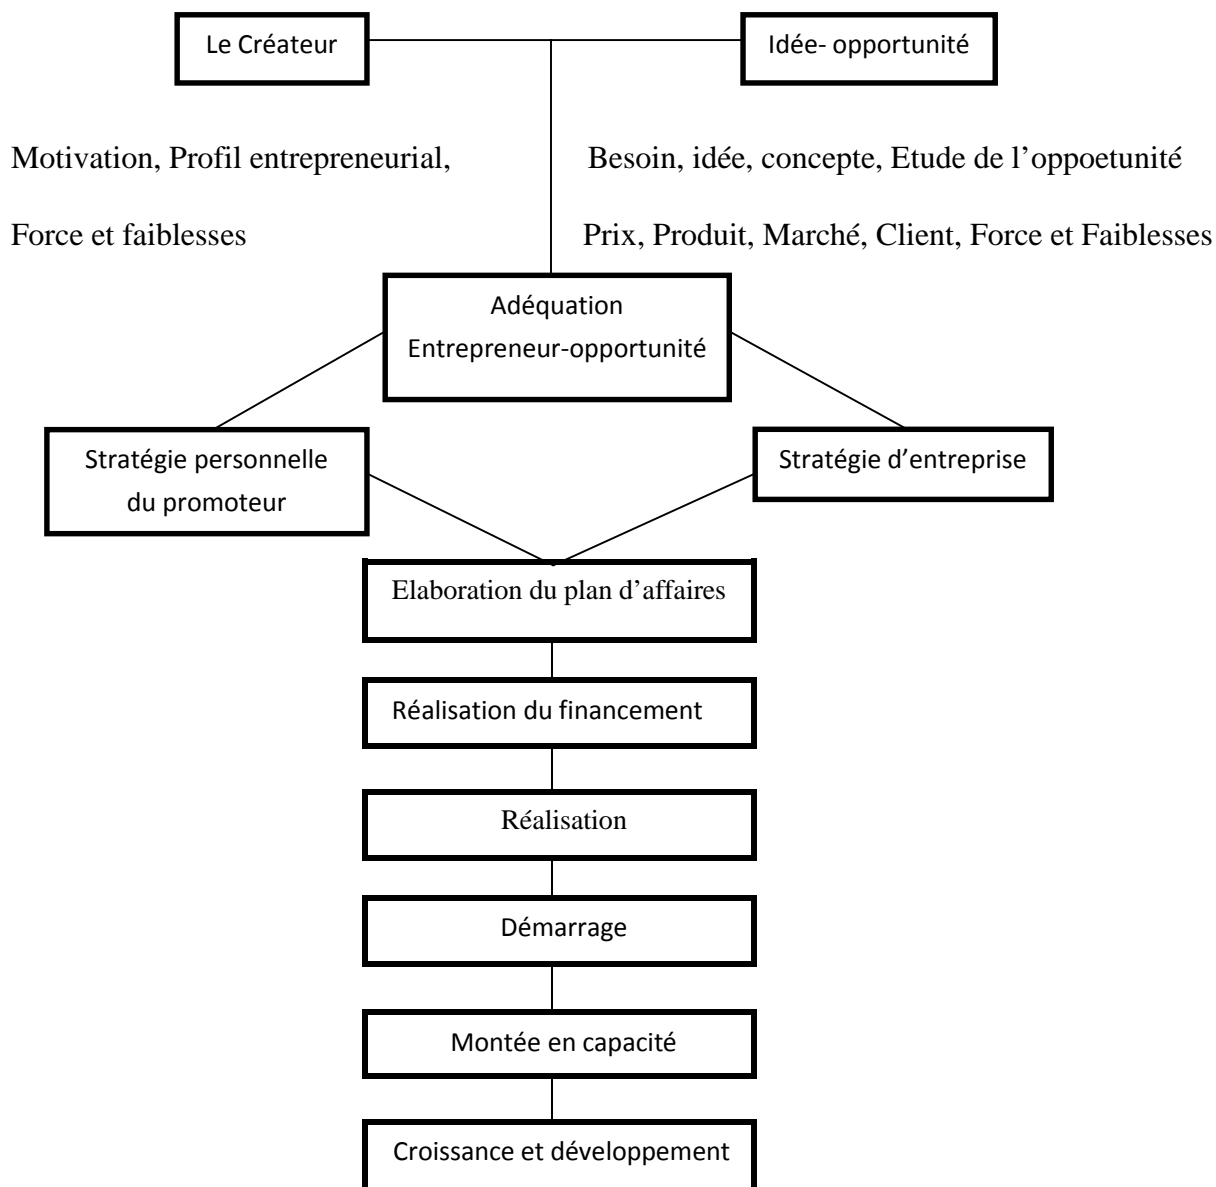 Le Créateur
Idée- opportunité
Motivation, Profil entrepreneurial,
Besoin, idée, concepte, Etude de l’oppoetunité
Force et faiblesses
Prix, Produit, Marché, Client, Force et Faiblesses
Adéquation
Entrepreneur-opportunité
Stratégie personnelle
du promoteur
Stratégie d’entreprise
Elaboration du plan d’affaires
Réalisation du financement
Réalisation
Démarrage
Montée en capacité
Croissance et développement